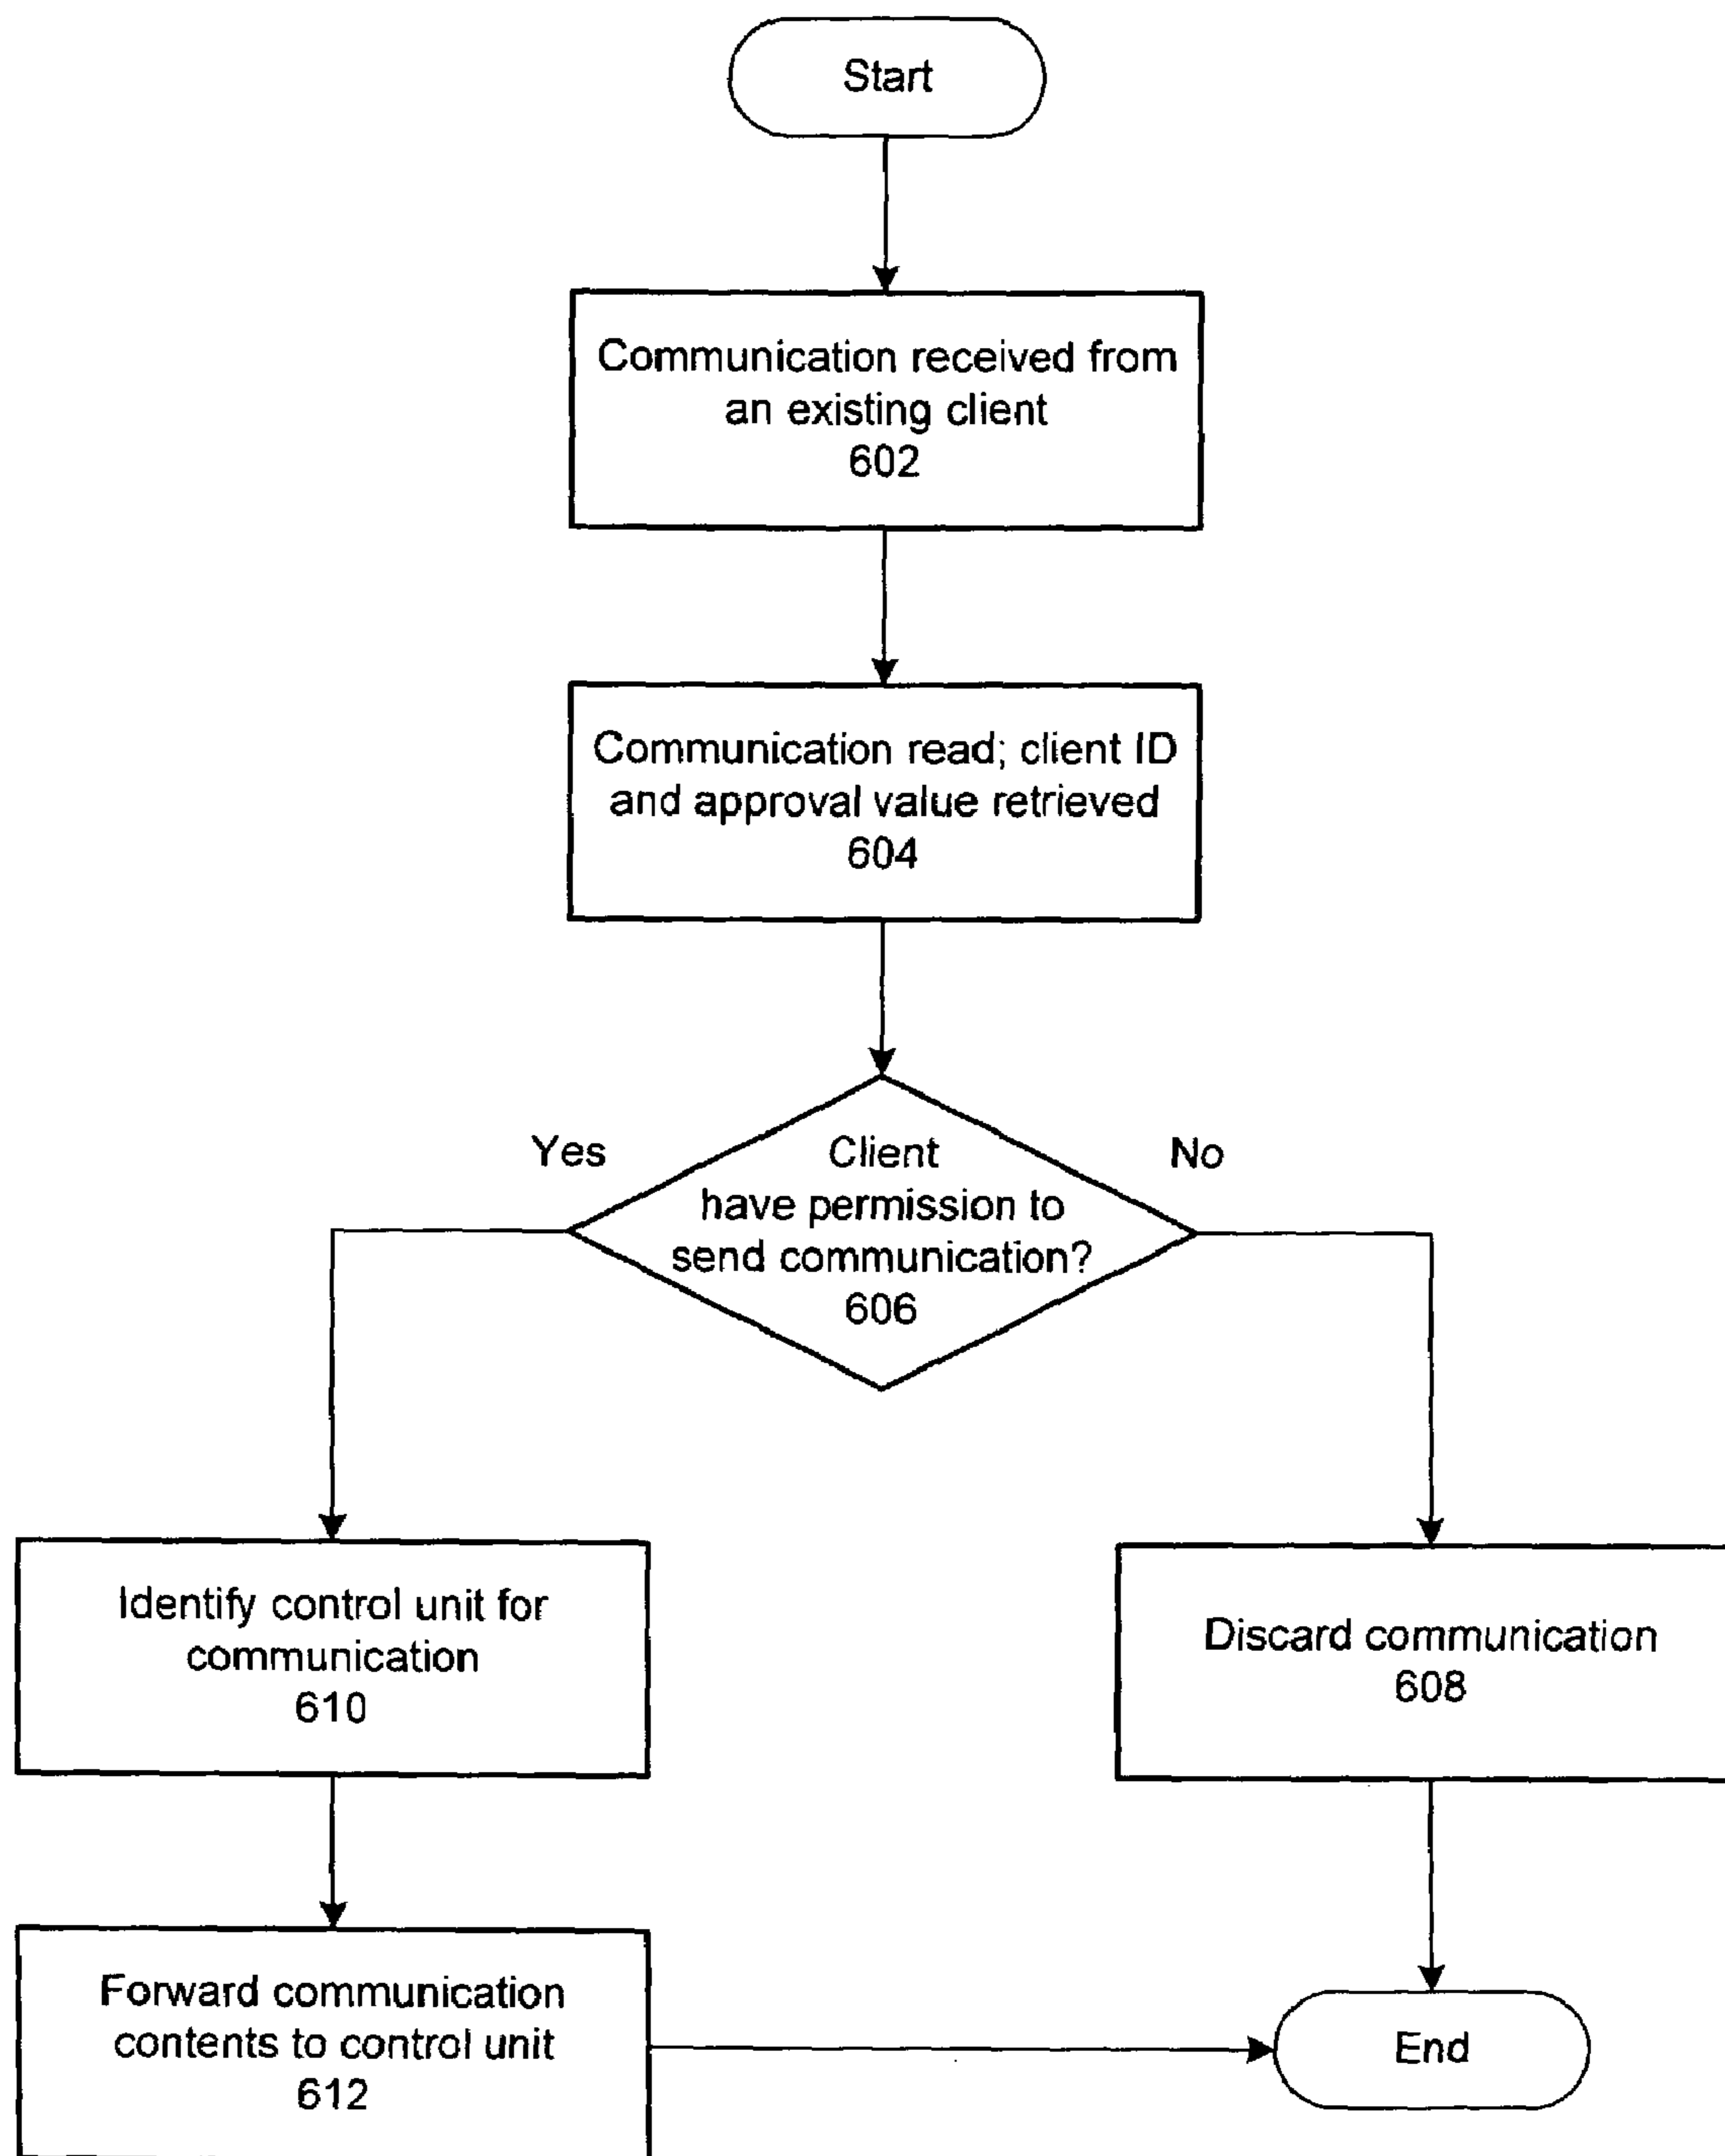 Start
Communication received from
an existing client
602
Communication read; client ID
and approval value retrieved
604
Yes
No
Client
have permission to
send communication?
606
Identify control unit for
communication
610
Discard communication
608
Forward communication
contents to control unit
612
End